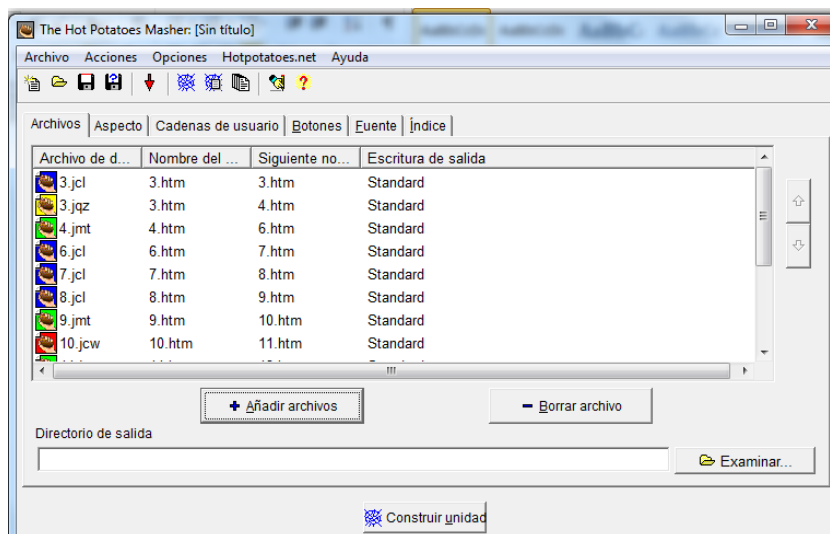 The Hot Potatoes Masher: [Sin título]
Archivo Acciones Opciones Hotpotatoes.net Ayuda
Archivos Aspecto Cadenas de usuario Botones Fuente Índice
Archivo de d... Nombre del ... Siguiente no... Escritura de salida
3.jcl 3.htm 3.htm Standard
3.jqz 3.htm 4.htm Standard
4.jmt 4.htm 6.htm Standard
6.jcl 6.htm 7.htm Standard
7.jcl 7.htm 8.htm Standard
8.jcl 8.htm 9.htm Standard
9.jmt 9.htm 10.htm Standard
10.jcw 10.htm 11.htm Standard
Añadir archivos Borrar archivo
Directorio de salida
Examinar...
Construir unidad